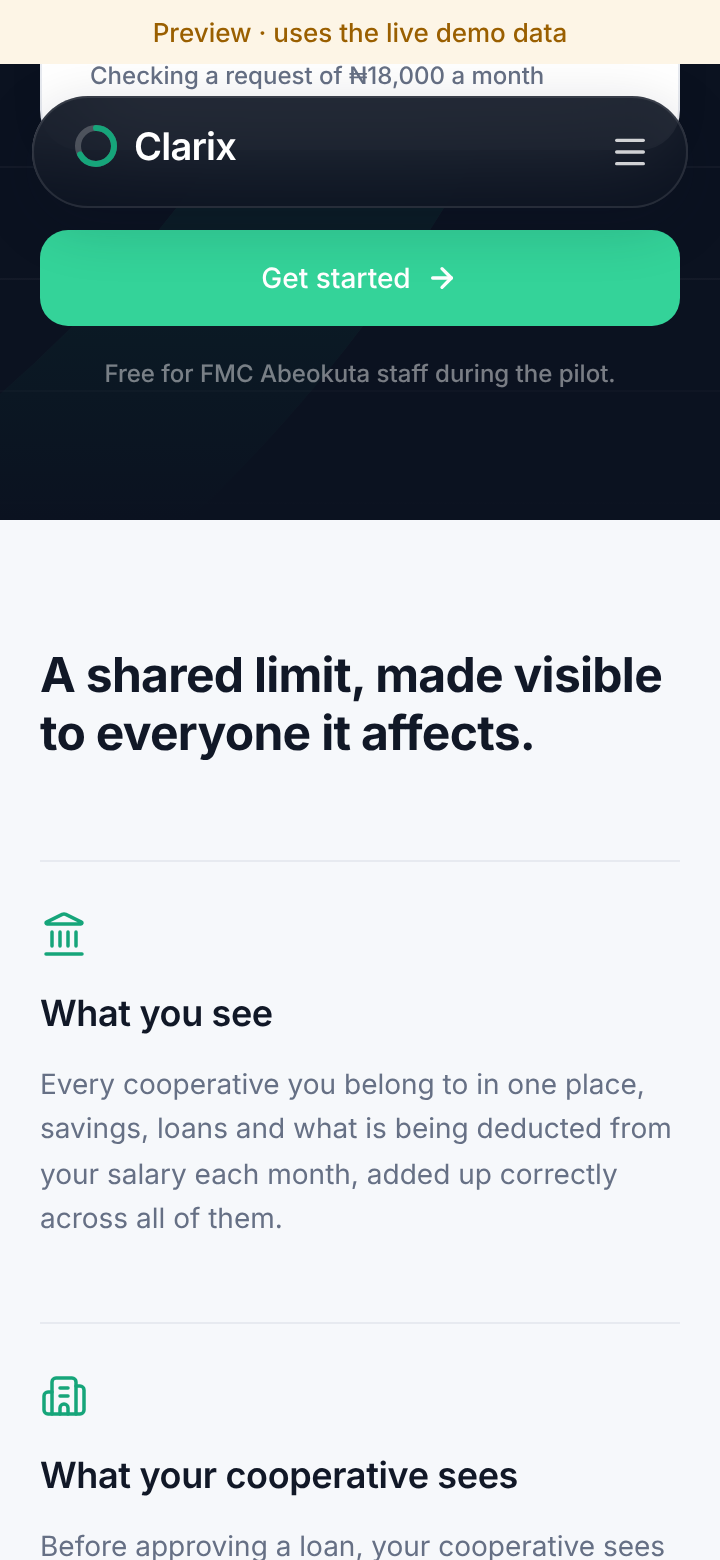 Preview · uses the live demo data
Checking a request of ₦18,000 a month
Clarix
Get started
Free for FMC Abeokuta staff during the pilot.
A shared limit, made visible
to everyone it affects.
What you see
Every cooperative you belong to in one place,
savings, loans and what is being deducted from
your salary each month, added up correctly
across all of them.
What your cooperative sees
Before approving a loan, your cooperative sees